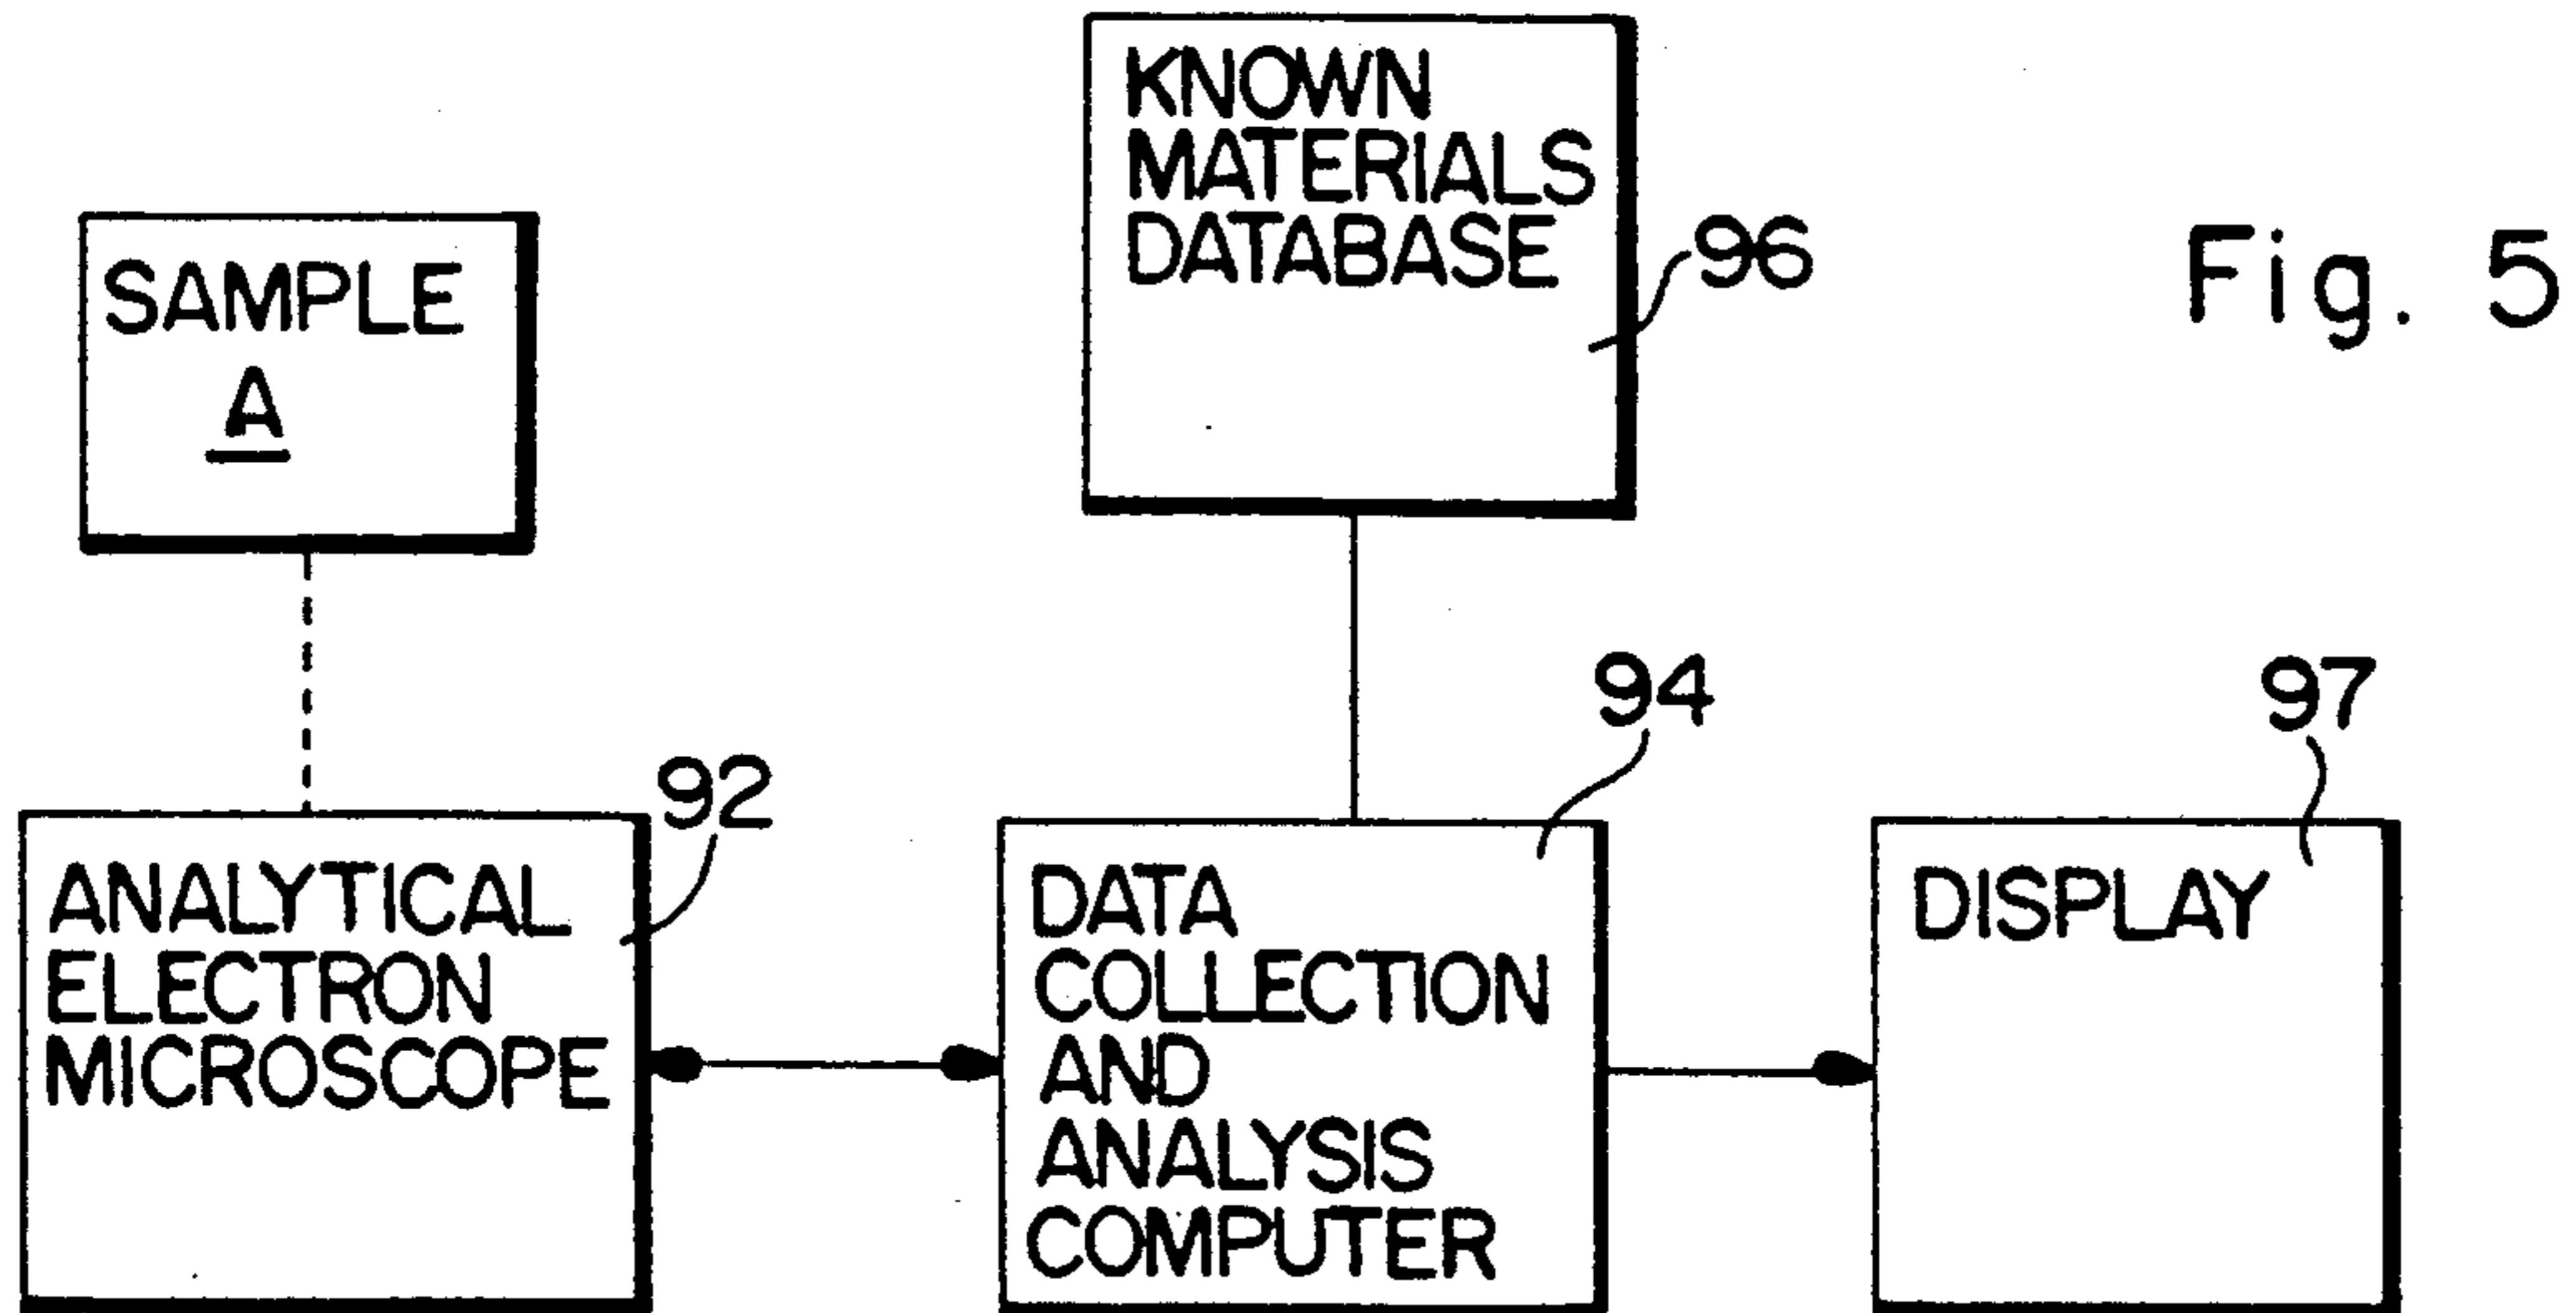 KNOWN
MATERIALS
DATABASE
96
Fig. 5
SAMPLE
A
94
97
92
ANALYTICAL
ELECTRON
MICROSCOPE
DATA
COLLECTION
AND
ANALYSIS
COMPUTER
DISPLAY